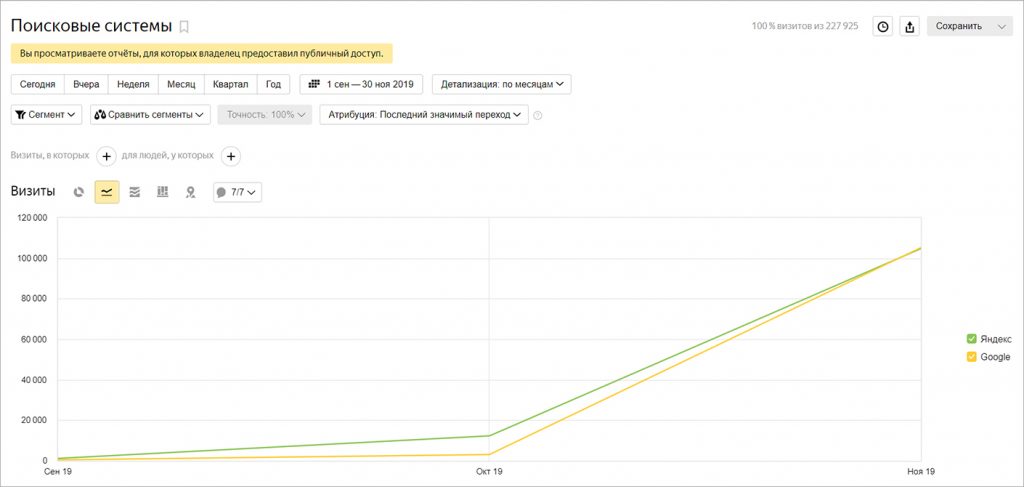 Поисковые системы
100 % визитов из 227 925
Сохранить
Вы просматриваете отчёты, для которых владелец предоставил публичный доступ.
Сегодня Вчера Неделя Месяц Квартал Год
1 сен — 30 ноя 2019
Детализация: по месяцам
Сегмент
Сравнить сегменты
Точность: 100%
Атрибуция: Последний значимый переход
?
Визиты, в которых + для людей, у которых +
Визиты
7/7
120 000
100 000
80 000
60 000
40 000
20 000
0
Сен 19 Окт 19 Ноя 19
Яндекс
Google